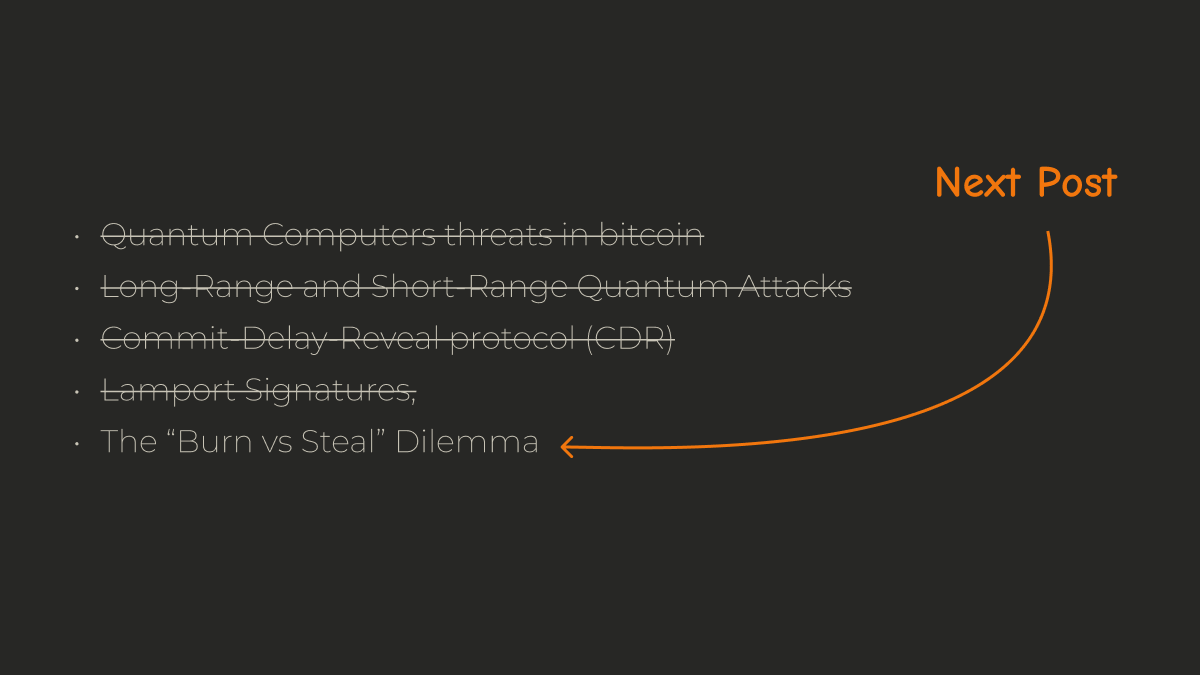 Next Post
• Quantum Computers threats in bitcoin
• Long-Range and Short-Range Quantum Attacks
• Commit-Delay-Reveal protocol (CDR)
• Lamport Signatures,
• The “Burn vs Steal” Dilemma